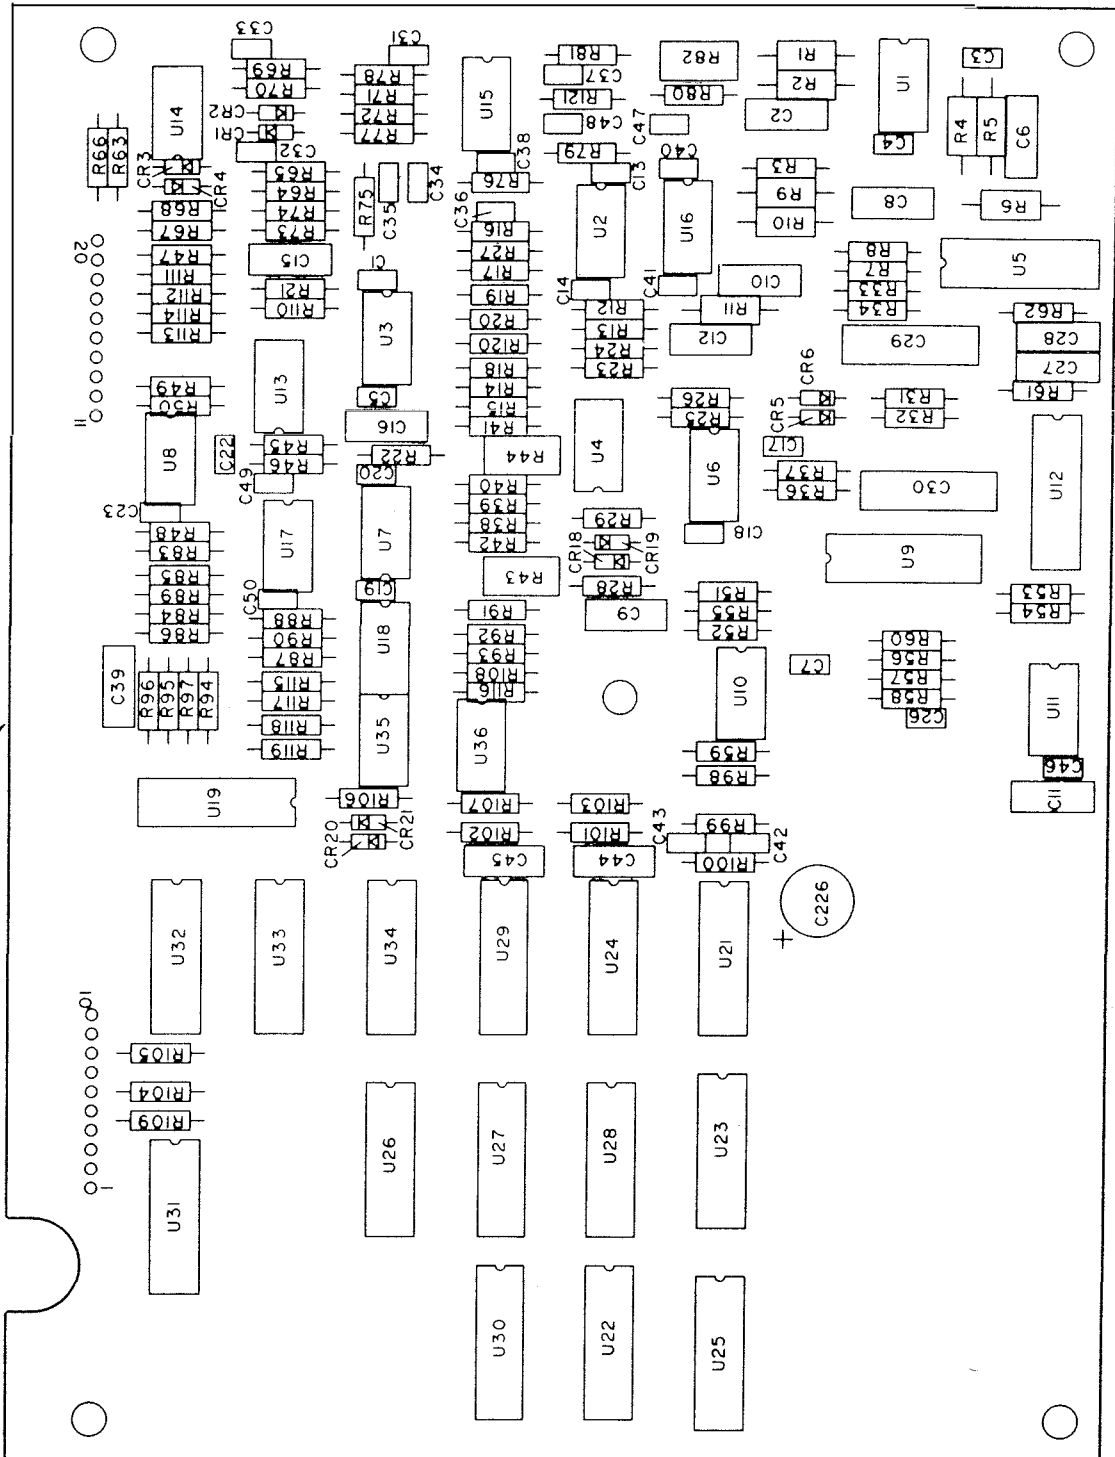 C33
C31
R81
R82
R1
C3
R69
R78
C37
R2
U1
R70
R71
U15
R121
R80
C2
R4
R5
C6
U14
CR2
R72
C48
C47
CR1
R77
C4
R66
R63
C32
C38
R79
C13
C40
CR3
R65
R76
R3
CR4
R64
R75
C35
C34
R9
R68
R74
C36
U2
U16
R10
C8
R6
R67
R73
R16
20
R47
C15
C1
R27
R8
U5
R111
R17
C14
C41
C10
R7
R112
R21
R19
R33
R114
R110
U3
R20
R12
R11
R34
R62
R113
R120
R13
C12
C29
C28
R24
R18
R23
C27
R49
U13
C5
R14
R26
CR6
R31
R61
R50
R15
R25
CR5
R32
11
C16
R41
U8
C22
R45
R22
R44
U4
U6
C17
R46
C20
R37
U12
C49
R40
R36
C30
C23
R39
R29
R48
U17
U7
R38
C18
R83
R42
CR18
CR19
U9
R85
C19
R43
R28
R51
R53
R89
C50
R91
C9
R55
R54
R84
R88
U18
R52
R86
R90
R92
R60
R87
R93
C7
R56
C39
R96
R95
R97
R94
R115
R108
U10
R57
U11
R117
R116
R58
R118
U35
C26
R119
U36
R59
C46
U19
R106
R98
R107
R103
C11
CR20
CR21
R102
R101
C43
R99
C42
C45
C44
R100
U32
U33
U34
U29
U24
U21
+
C226
10
R105
R104
R109
U26
U27
U28
U23
1
U31
U30
U22
U25